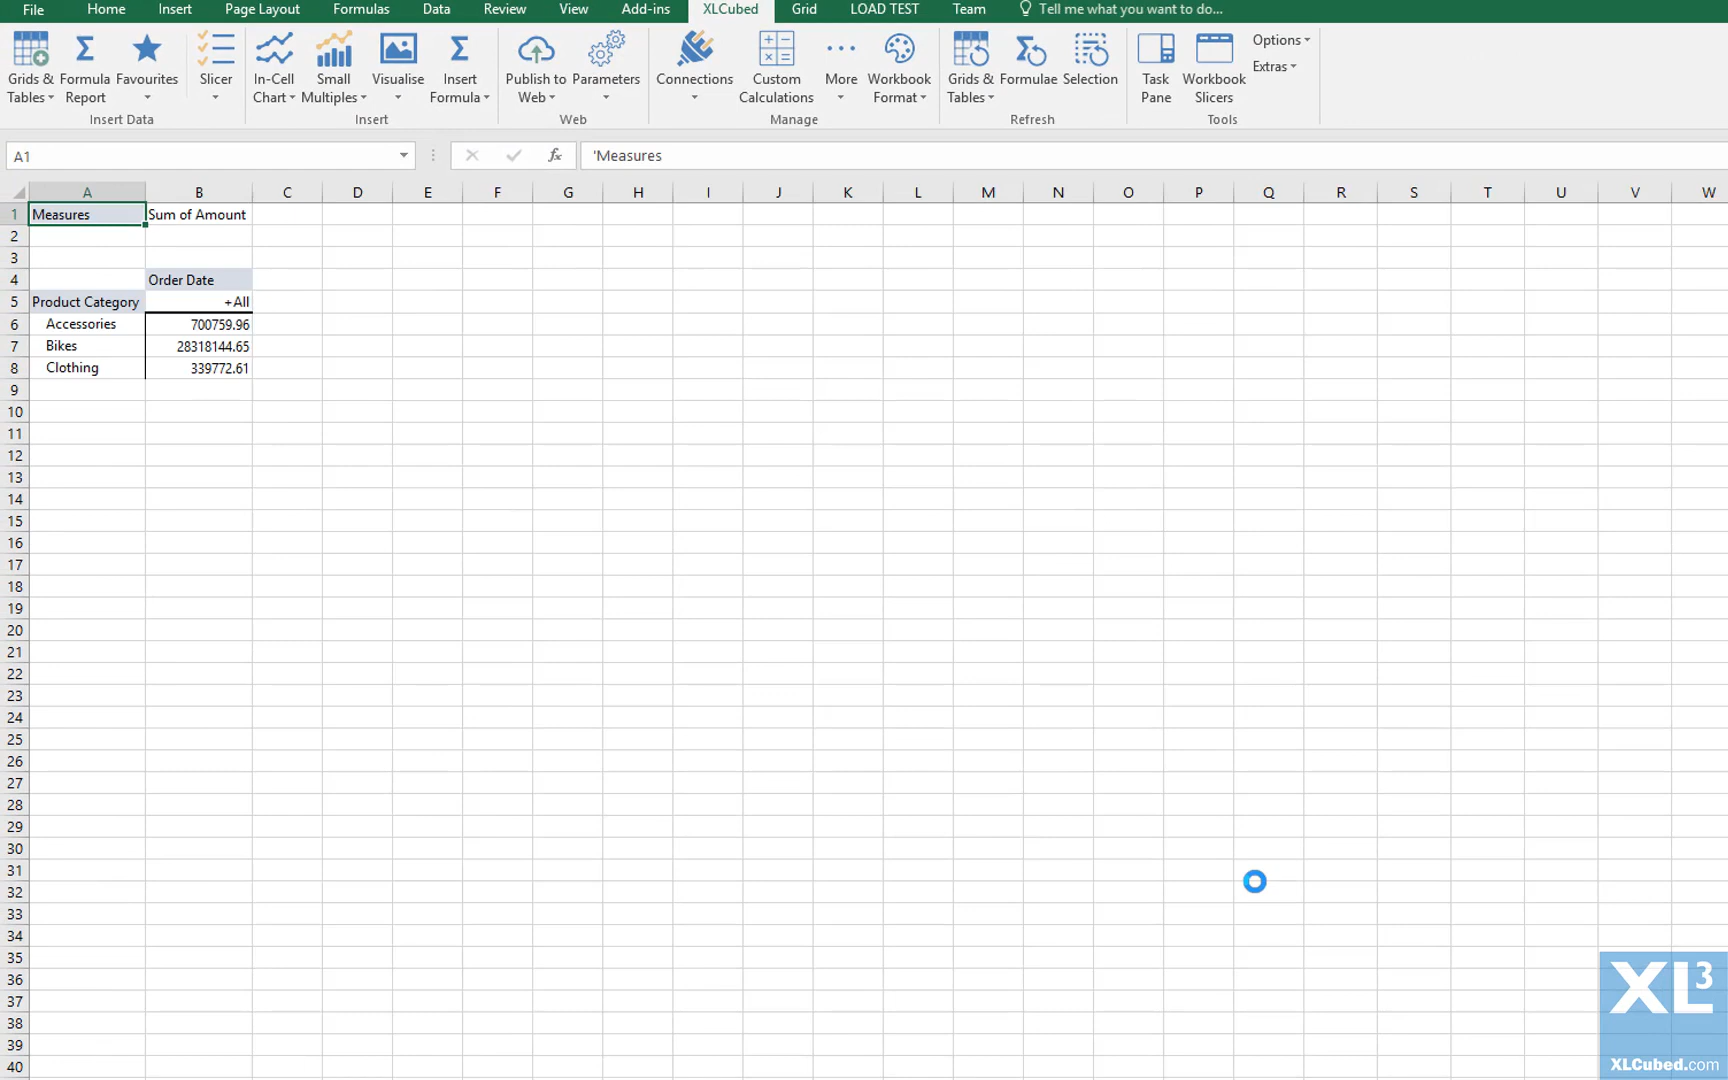 File Home Insert Page Layout Formulas Data Review View Add-ins XLCubed Grid LOAD TEST Team Tell me what you want to do...
Grids & Tables Formula Report Favourites Slicer In-Cell Chart Small Multiples Visualise Insert Formula Publish to Web Parameters Connections Custom Calculations More Workbook Format Grids & Tables Formulae Selection Task Pane Workbook Slicers Options Extras
Insert Data Insert Web Manage Refresh Tools
A1 fx 'Measures
A B C D E F G H I J K L M N O P Q R S T U V W
1 Measures Sum of Amount
2
3
4 Order Date
5 Product Category +All
6 Accessories 700759.96
7 Bikes 28318144.65
8 Clothing 339772.61
9
10
11
12
13
14
15
16
17
18
19
20
21
22
23
24
25
26
27
28
29
30
31
32
33
34
35
36
37
38
39
40
XL3
XLCubed.com